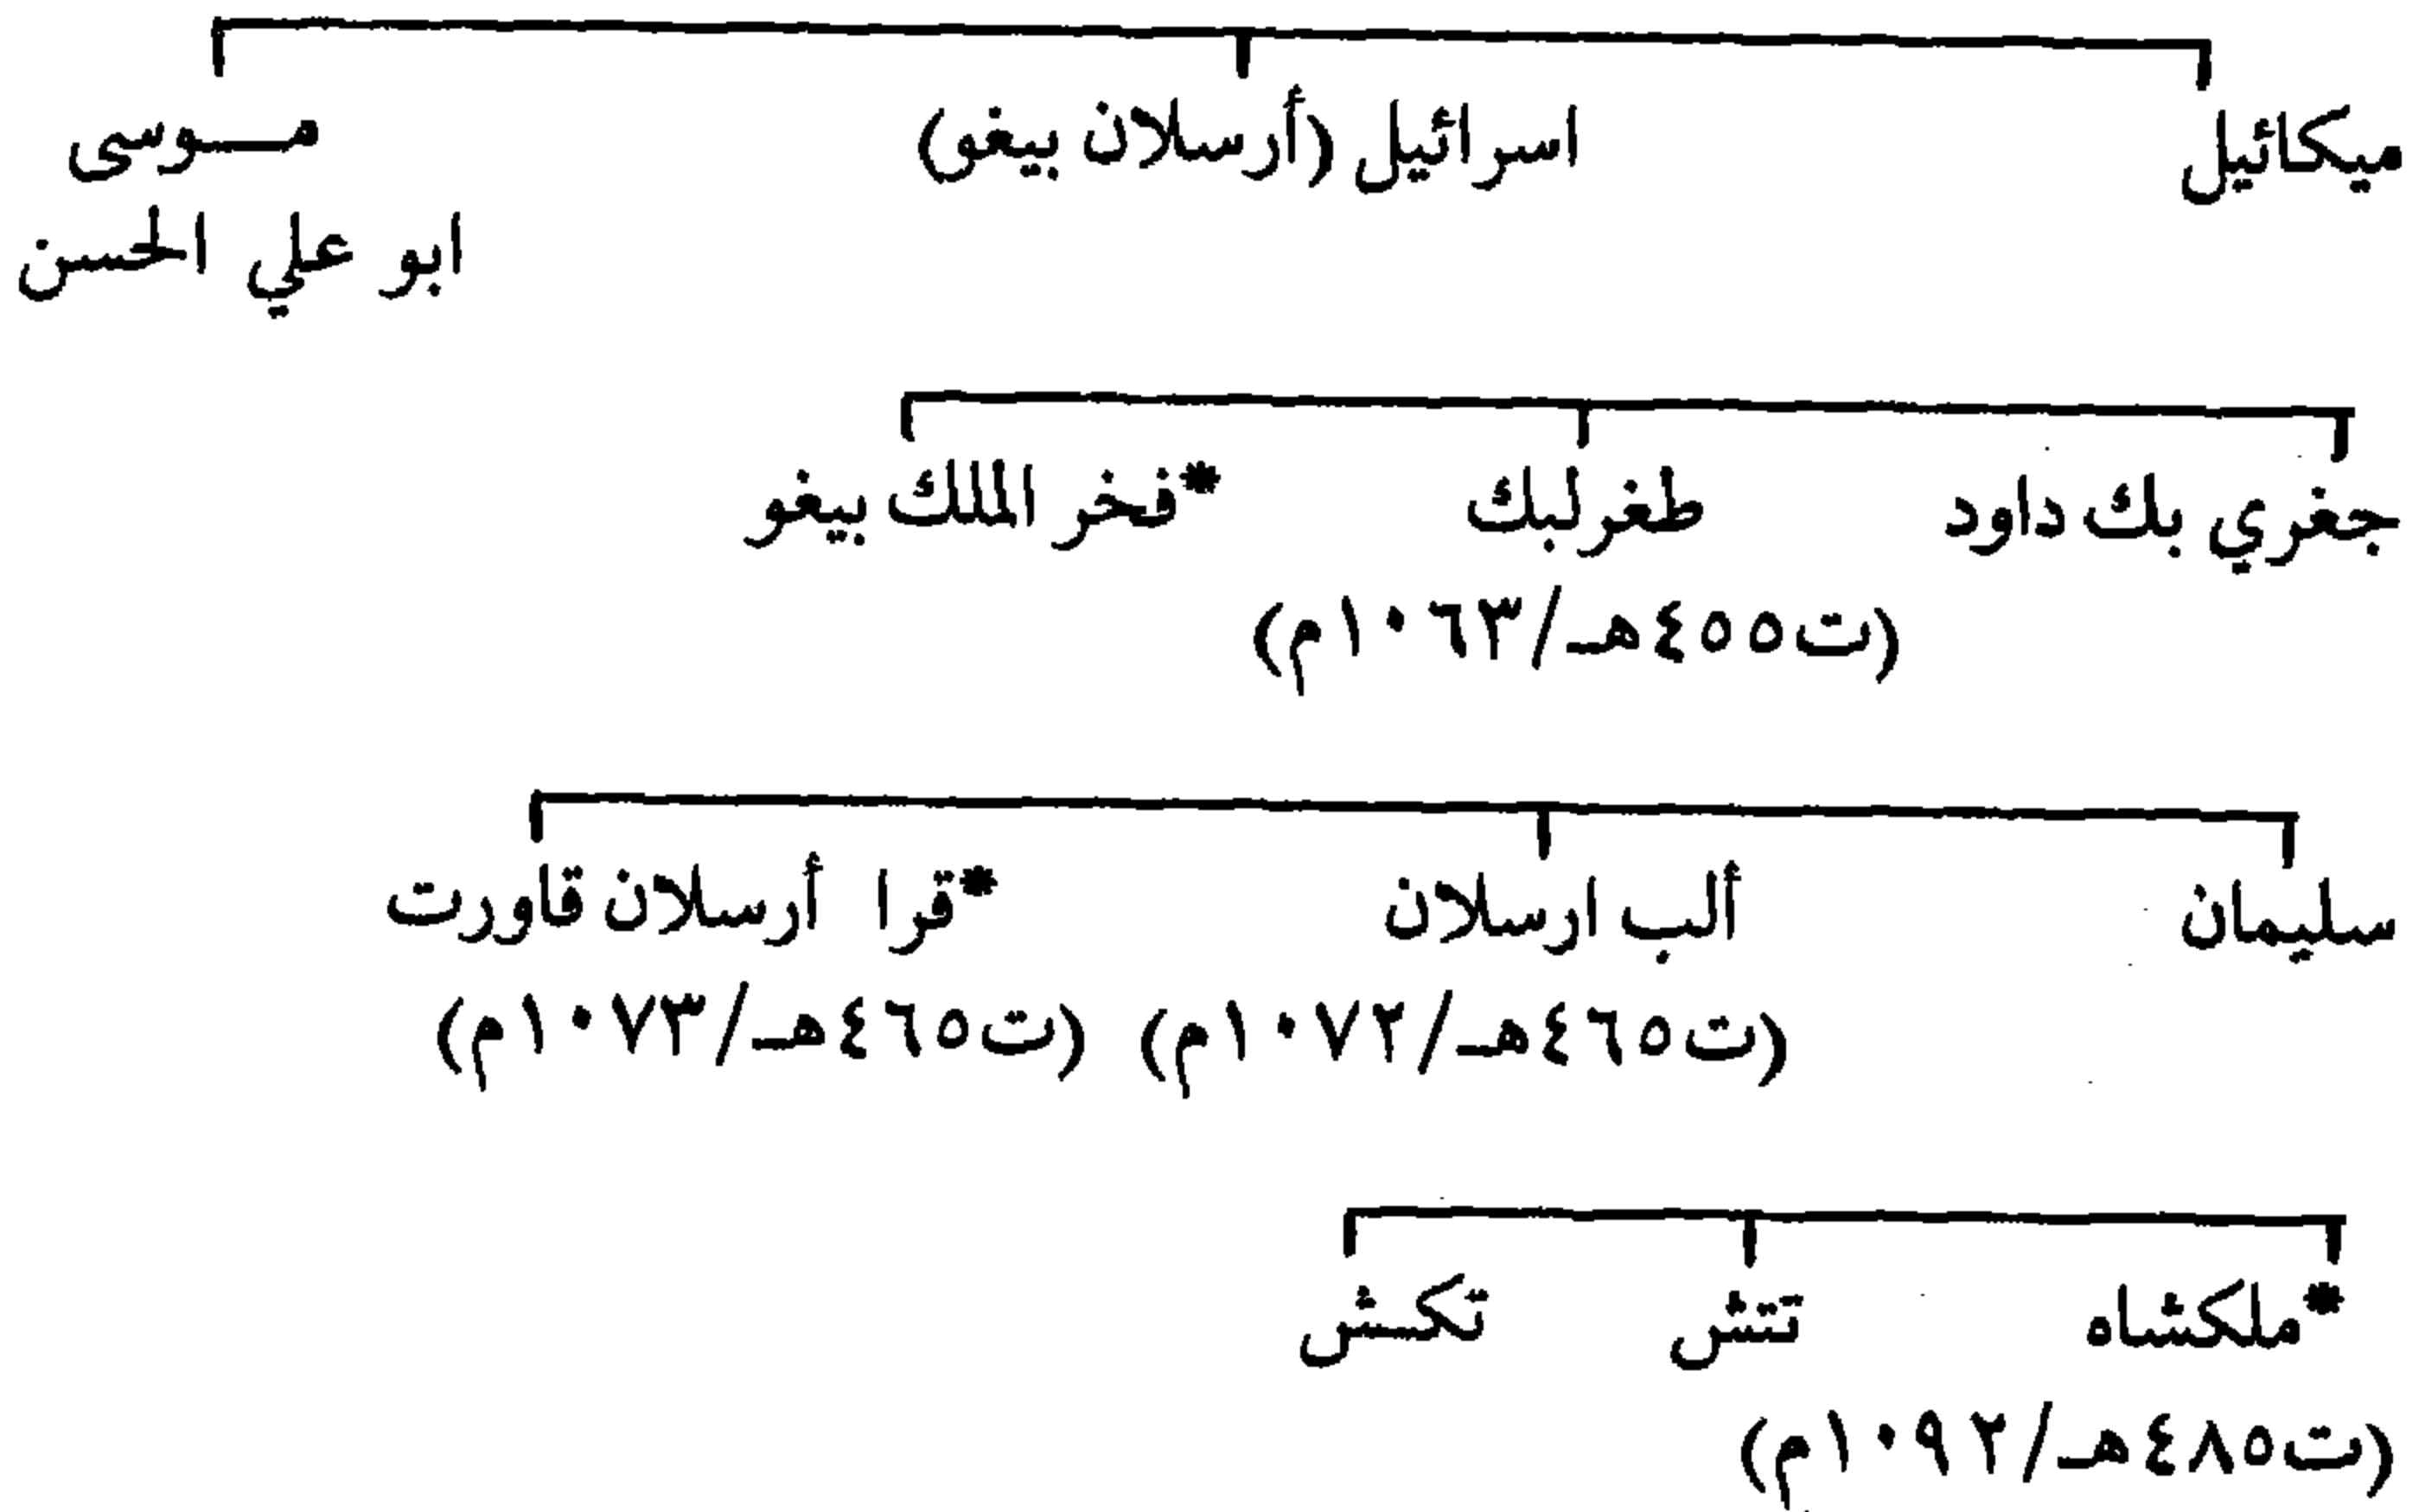 ميكائيل اسرائيل (أرسلان بيغو) مـــوسى
ابو علي الحسن
جغري بك داود طغرلبك *فخر الملك بيغو
(ت٤٥٥هـ/١٠٦٣م)
سليمان ألب ارسلان *قرا أرسلان قاورت
(ت٤٦٥هـ/١٠٧٢م) (ت٤٦٥هـ/١٠٧٣م)
*ملكشاه تتش تكش
(ت٤٨٥هـ/١٠٩٢م)